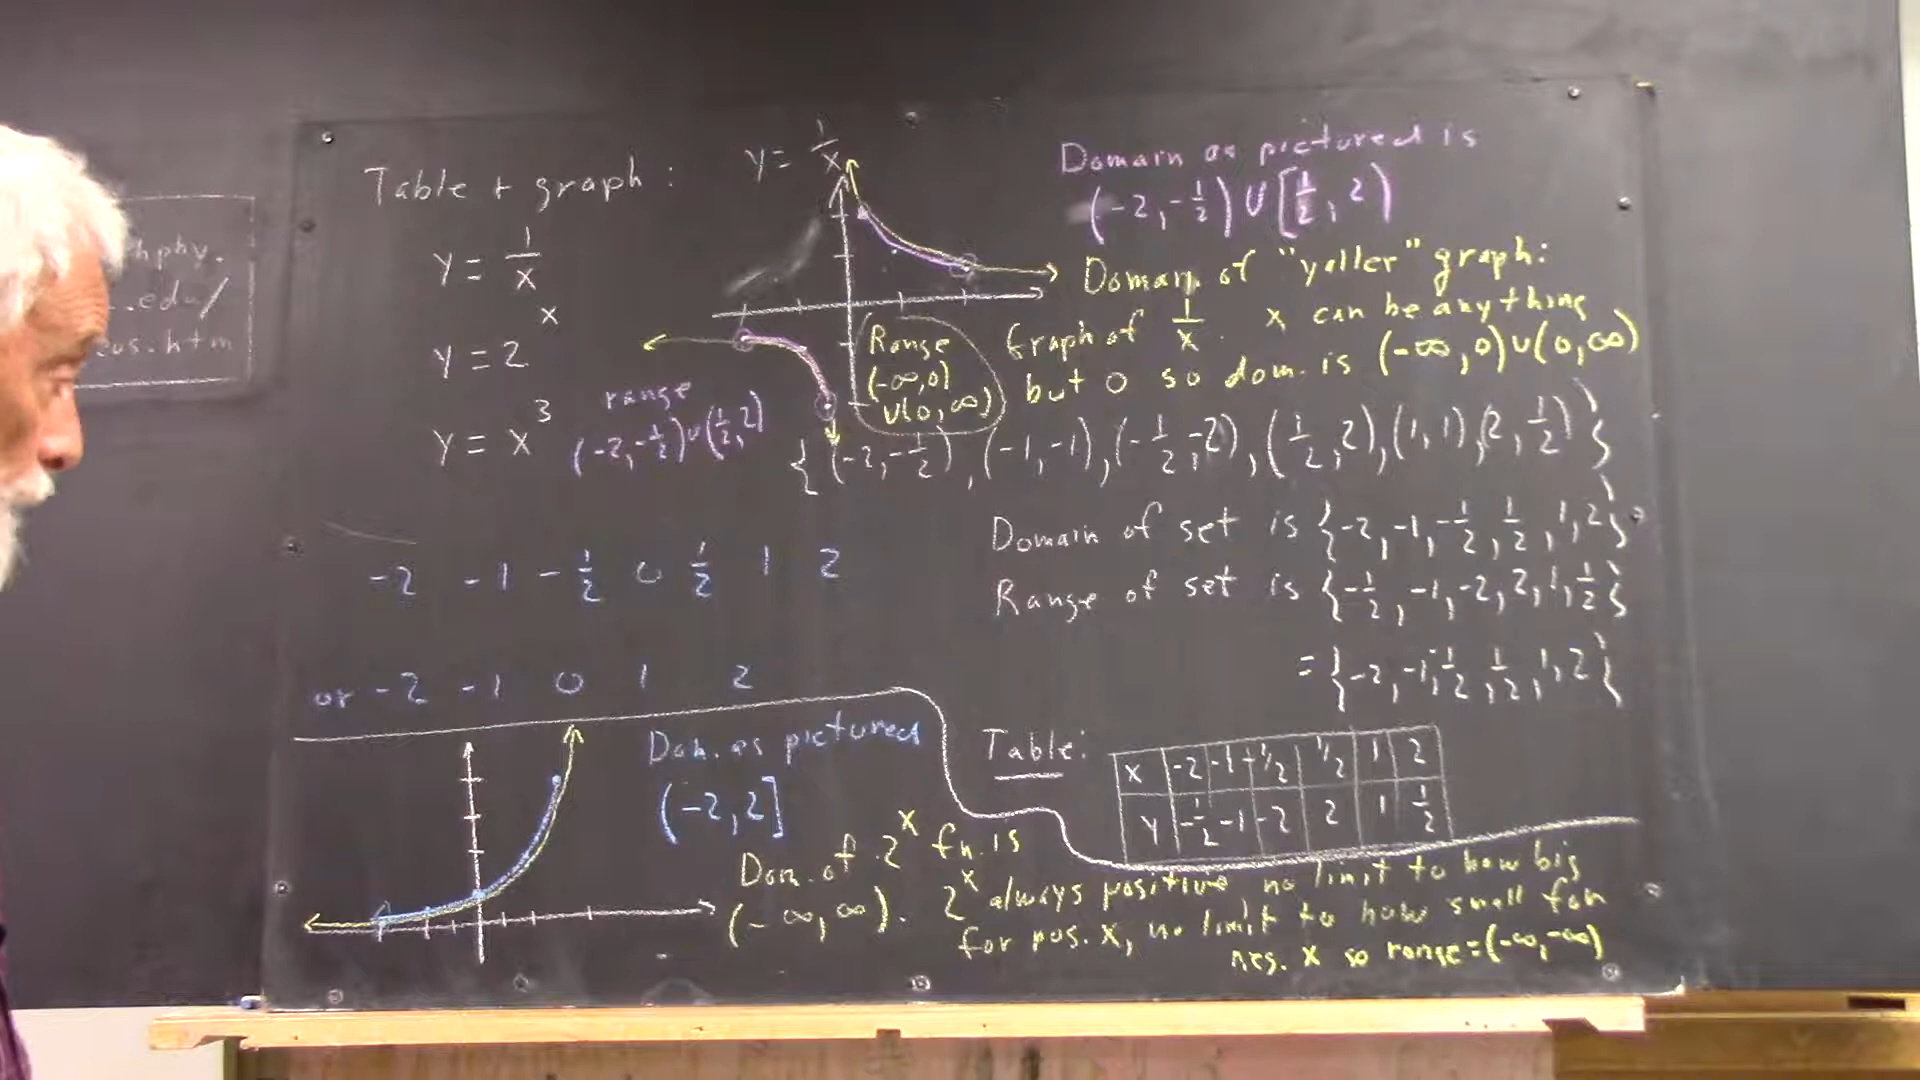 hphy.
.edu/
cus.htm
Table + graph:
y = 1/x
y = 2^x
y = x^3
y = 1/x
range
(-2,-1/2)∪(1/2,2)
Range
(-∞,0)
∪(0,∞)
Domain as pictured is
(-2,-1/2)∪[1/2,2)
Domain of "yaller" graph:
Graph of 1/x. x can be anything
but 0 so dom. is (-∞,0)∪(0,∞)
{(-2,-1/2),(-1,-1),(-1/2,-2),(1/2,2),(1,1),(2,1/2)}
Domain of set is {-2,-1,-1/2,1/2,1,2}
Range of set is {-1/2,-1,-2,2,1,1/2}
={-2,-1,-1/2,1/2,1,2}
-2 -1 -1/2 0 1/2 1 2
or -2 -1 0 1 2
Table:
x -2 -1 -1/2 1/2 1 2
y -1/2 -1 -2 2 1 1/2
Dom. as pictured
(-2,2]
Dom. of 2^x fn. is
(-∞,∞). 2^x always positive no limit to how big
for pos. x, no limit to how small for
neg. x so range=(-∞,-∞)